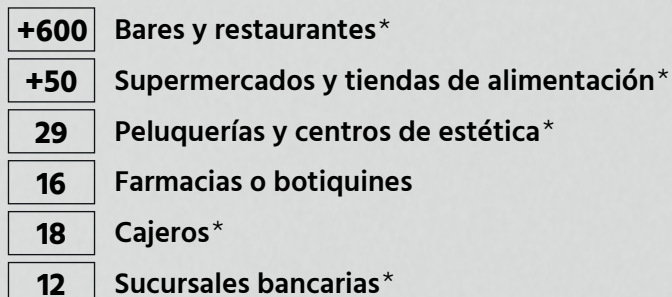 +600 Bares y restaurantes*
+50 Supermercados y tiendas de alimentación*
29 Peluquerías y centros de estética*
16 Farmacias o botiquines
18 Cajeros*
12 Sucursales bancarias*